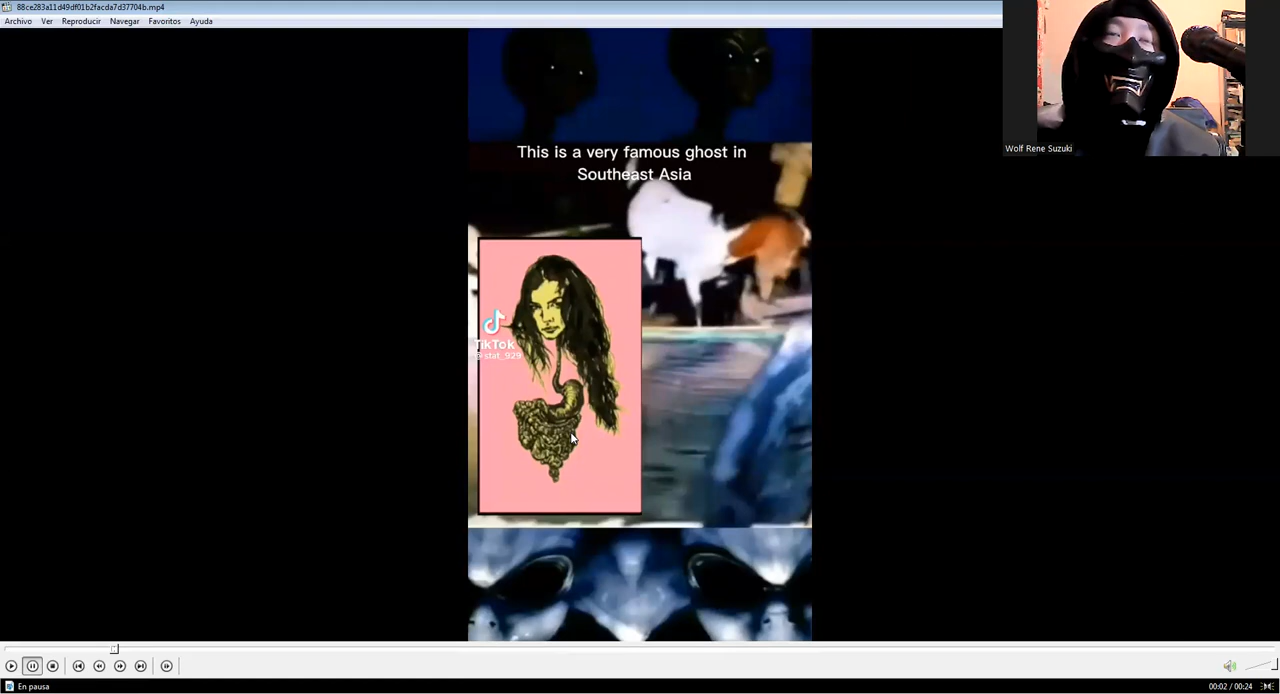 88ce283a11d49df01b2facda7d37704b.mp4
Archivo Ver Reproducir Navegar Favoritos Ayuda
Wolf Rene Suzuki
This is a very famous ghost in
Southeast Asia
TikTok
@stat_929
En pausa
00:02 / 00:24